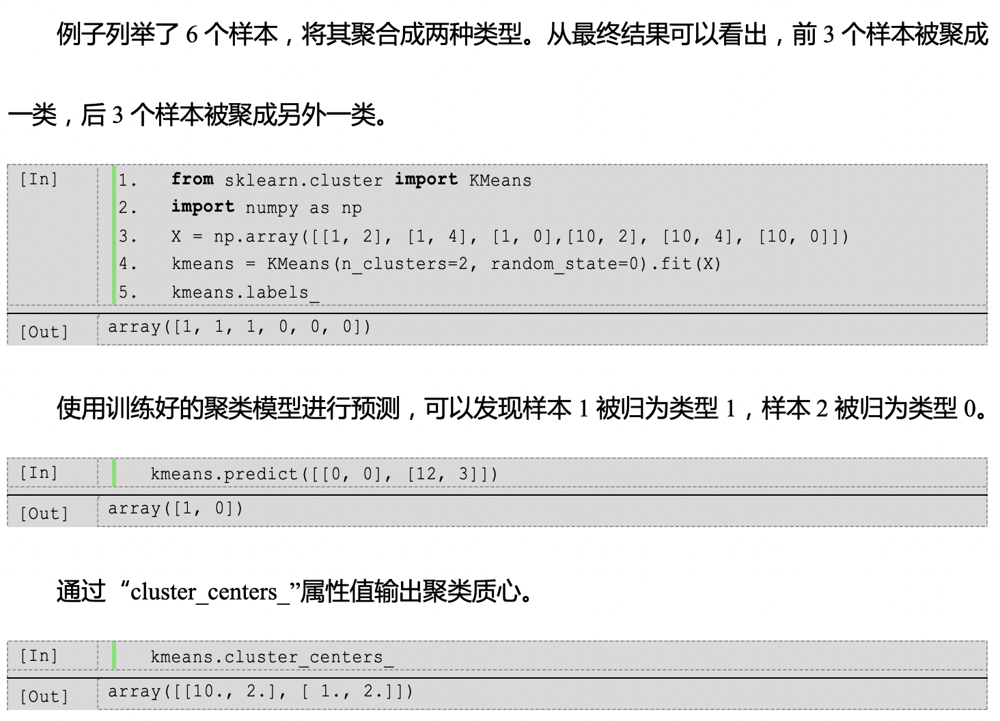 例子列举了 6 个样本，将其聚合成两种类型。从最终结果可以看出，前 3 个样本被聚成
一类，后 3 个样本被聚成另外一类。
[In]
1. from sklearn.cluster import KMeans
2. import numpy as np
3. X = np.array([[1, 2], [1, 4], [1, 0],[10, 2], [10, 4], [10, 0]])
4. kmeans = KMeans(n_clusters=2, random_state=0).fit(X)
5. kmeans.labels_
[Out] array([1, 1, 1, 0, 0, 0])
使用训练好的聚类模型进行预测，可以发现样本 1 被归为类型 1，样本 2 被归为类型 0。
[In] kmeans.predict([[0, 0], [12, 3]])
[Out] array([1, 0])
通过“cluster_centers_”属性值输出聚类质心。
[In] kmeans.cluster_centers_
[Out] array([[10., 2.], [ 1., 2.]])